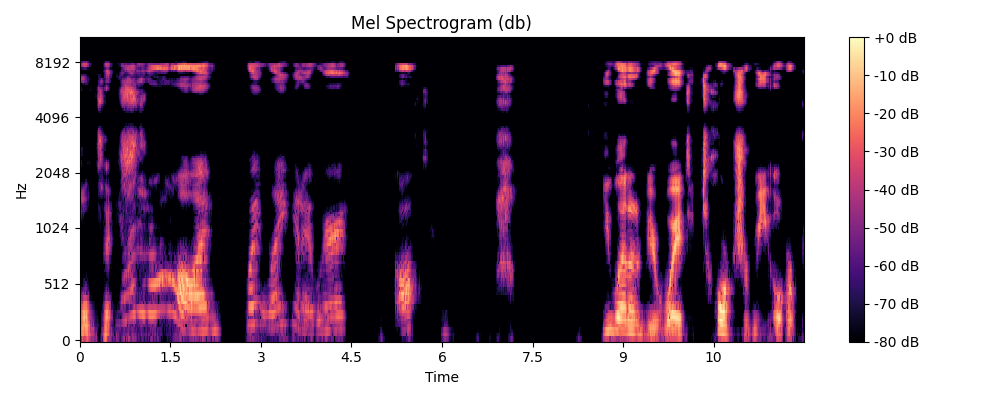 Mel Spectrogram (db)
Hz
8192
4096
2048
1024
512
0
0 1.5 3 4.5 6 7.5 9 10
Time
+0 dB
-10 dB
-20 dB
-30 dB
-40 dB
-50 dB
-60 dB
-70 dB
-80 dB